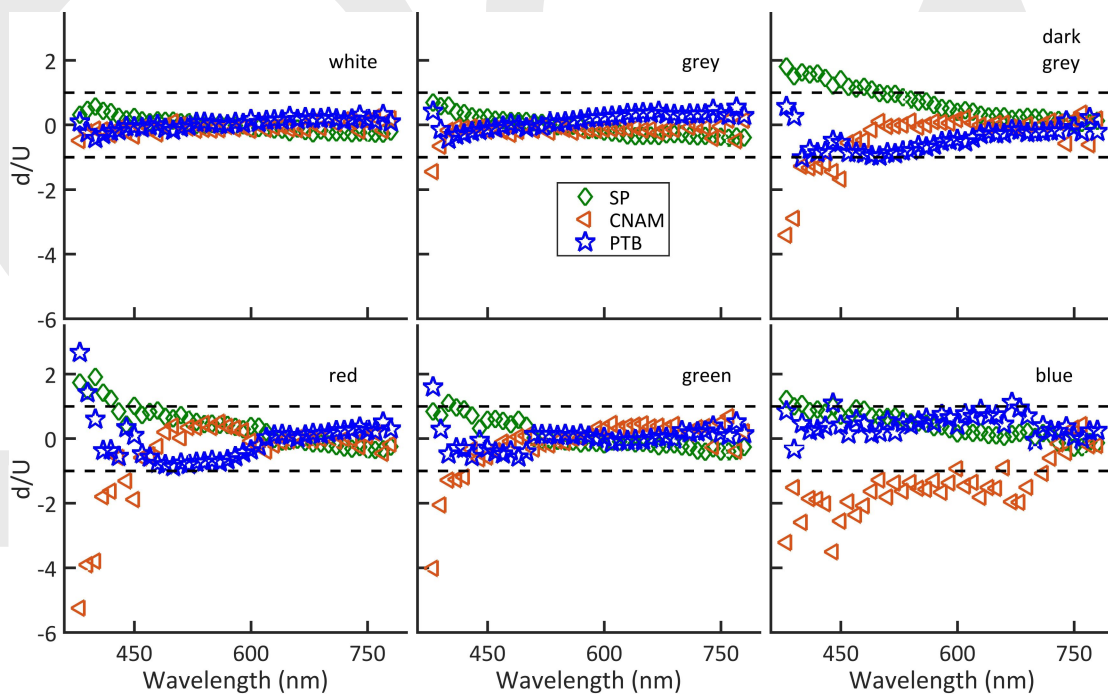 white
grey
dark
grey
2
0
-2
-4
-6
d/U
SP
CNAM
PTB
red
green
blue
2
0
-2
-4
-6
d/U
450 600 750
450 600 750
450 600 750
Wavelength (nm)
Wavelength (nm)
Wavelength (nm)